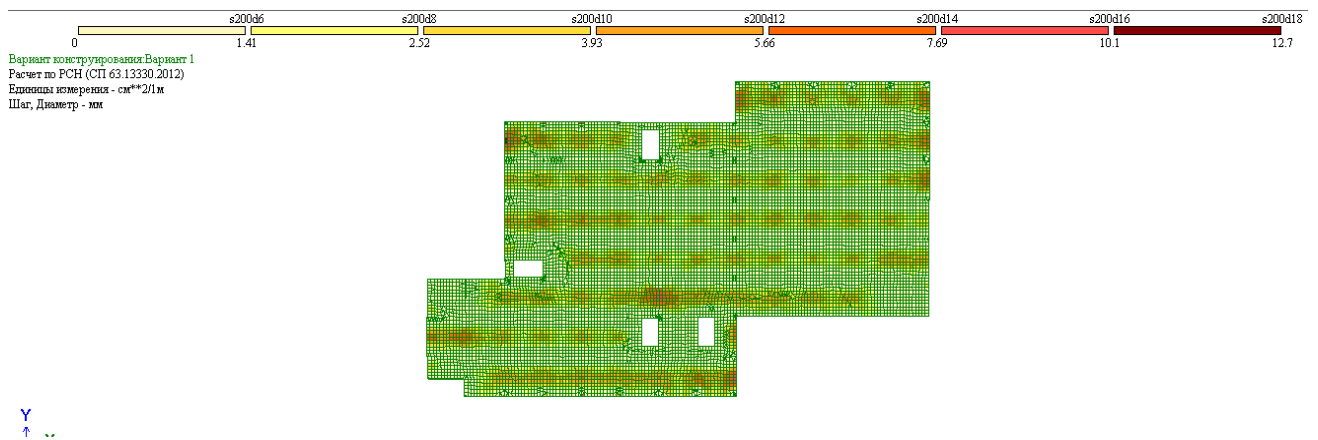 s200d6 s200d8 s200d10 s200d12 s200d14 s200d16 s200d18
0 1.41 2.52 3.93 5.66 7.69 10.1 12.7
Вариант конструирования:Вариант 1
Расчет по РСН (СП 63.13330.2012)
Единицы измерения - см**2/1м
Шаг, Диаметр - мм
Y